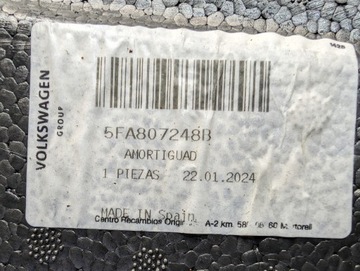 VOLKSWAGEN
GROUP
5FA807248B
AMORTIGUAD
1 PIEZAS 22.01.2024
MADE IN Spain
Centro Recambios Orig A-2 km 58 60 Martorell